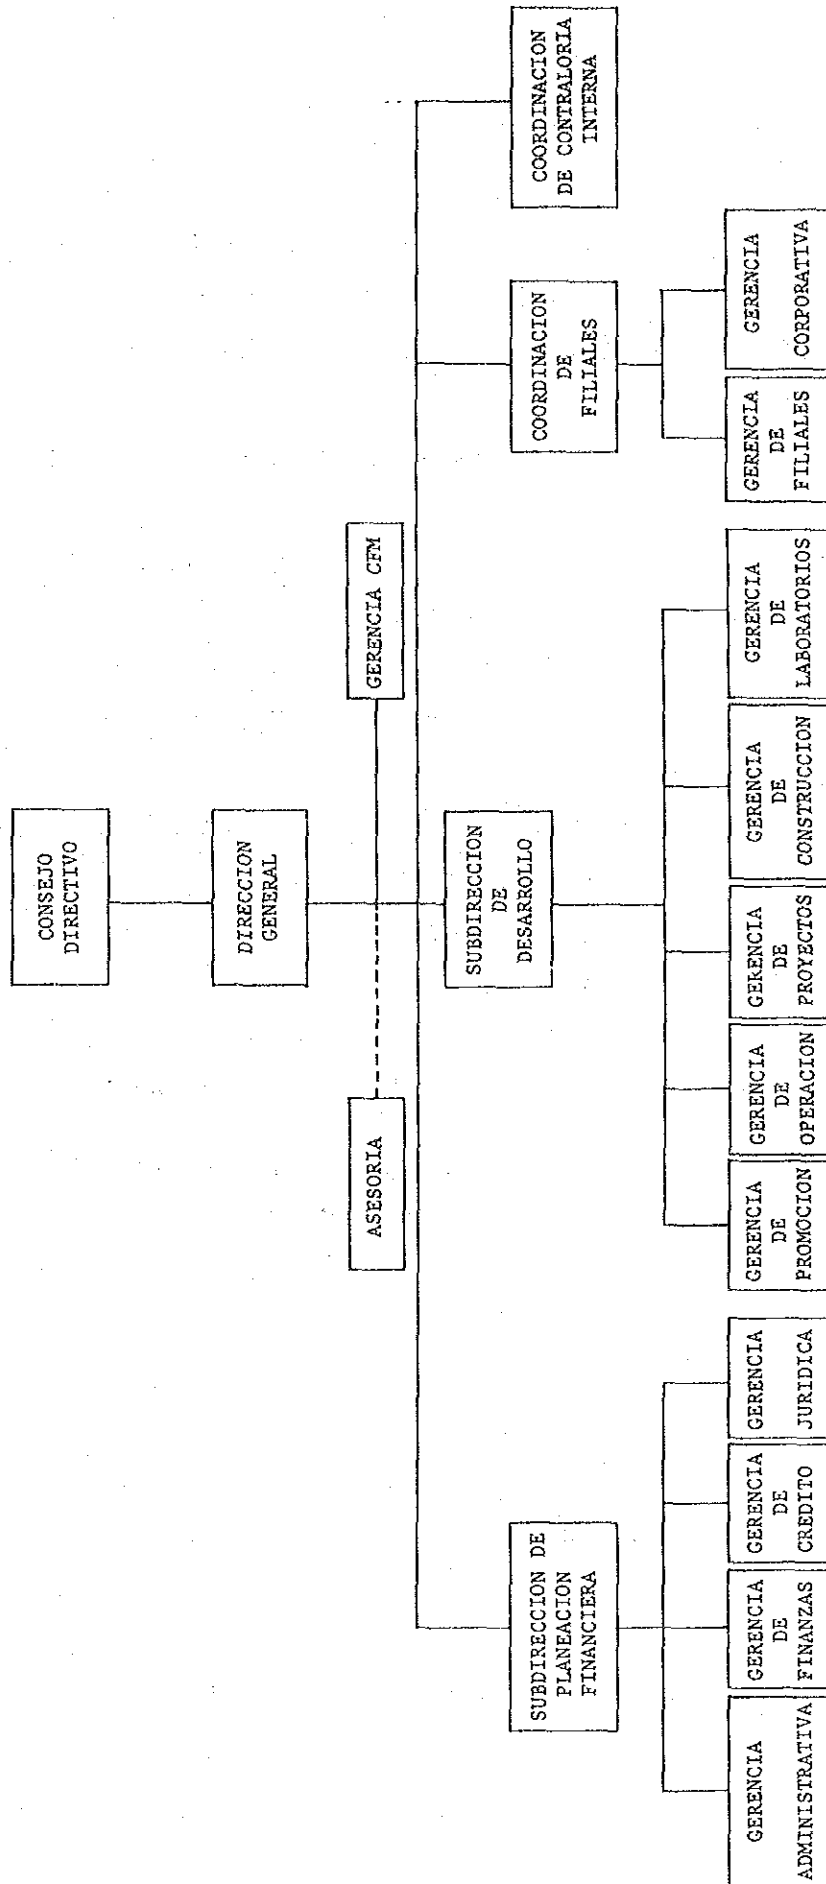 CONSEJO
DIRECTIVO
DIRECCION
GENERAL
ASESORIA
GERENCIA CFM
SUBDIRECCION DE
PLANEACION
FINANCIERA
SUBDIRECCION
DE
DESARROLLO
COORDINACION
DE
FILIALES
COORDINACION
DE CONTRALORIA
INTERNA
GERENCIA
ADMINISTRATIVA
GERENCIA
DE
FINANZAS
GERENCIA
DE
CREDITO
GERENCIA
JURIDICA
GERENCIA
DE
PROMOCION
GERENCIA
DE
OPERACION
GERENCIA
DE
PROYECTOS
GERENCIA
DE
CONSTRUCCION
GERENCIA
DE
LABORATORIOS
GERENCIA
DE
FILIALES
GERENCIA
CORPORATIVA